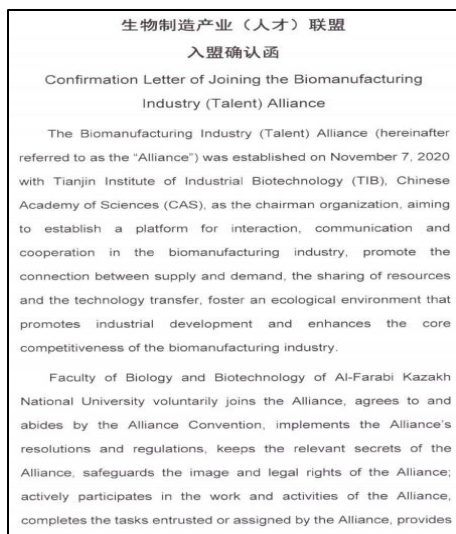 生物制造产业（人才）联盟
入盟确认函
Confirmation Letter of Joining the Biomanufacturing
Industry (Talent) Alliance
The Biomanufacturing Industry (Talent) Alliance (hereinafter
referred to as the “Alliance”) was established on November 7, 2020
with Tianjin Institute of Industrial Biotechnology (TIB), Chinese
Academy of Sciences (CAS), as the chairman organization, aiming
to establish a platform for interaction, communication and
cooperation in the biomanufacturing industry, promote the
connection between supply and demand, the sharing of resources
and the technology transfer, foster an ecological environment that
promotes industrial development and enhances the core
competitiveness of the biomanufacturing industry.
Faculty of Biology and Biotechnology of Al-Farabi Kazakh
National University voluntarily joins the Alliance, agrees to and
abides by the Alliance Convention, implements the Alliance’s
resolutions and regulations, keeps the relevant secrets of the
Alliance, safeguards the image and legal rights of the Alliance;
actively participates in the work and activities of the Alliance,
completes the tasks entrusted or assigned by the Alliance, provides